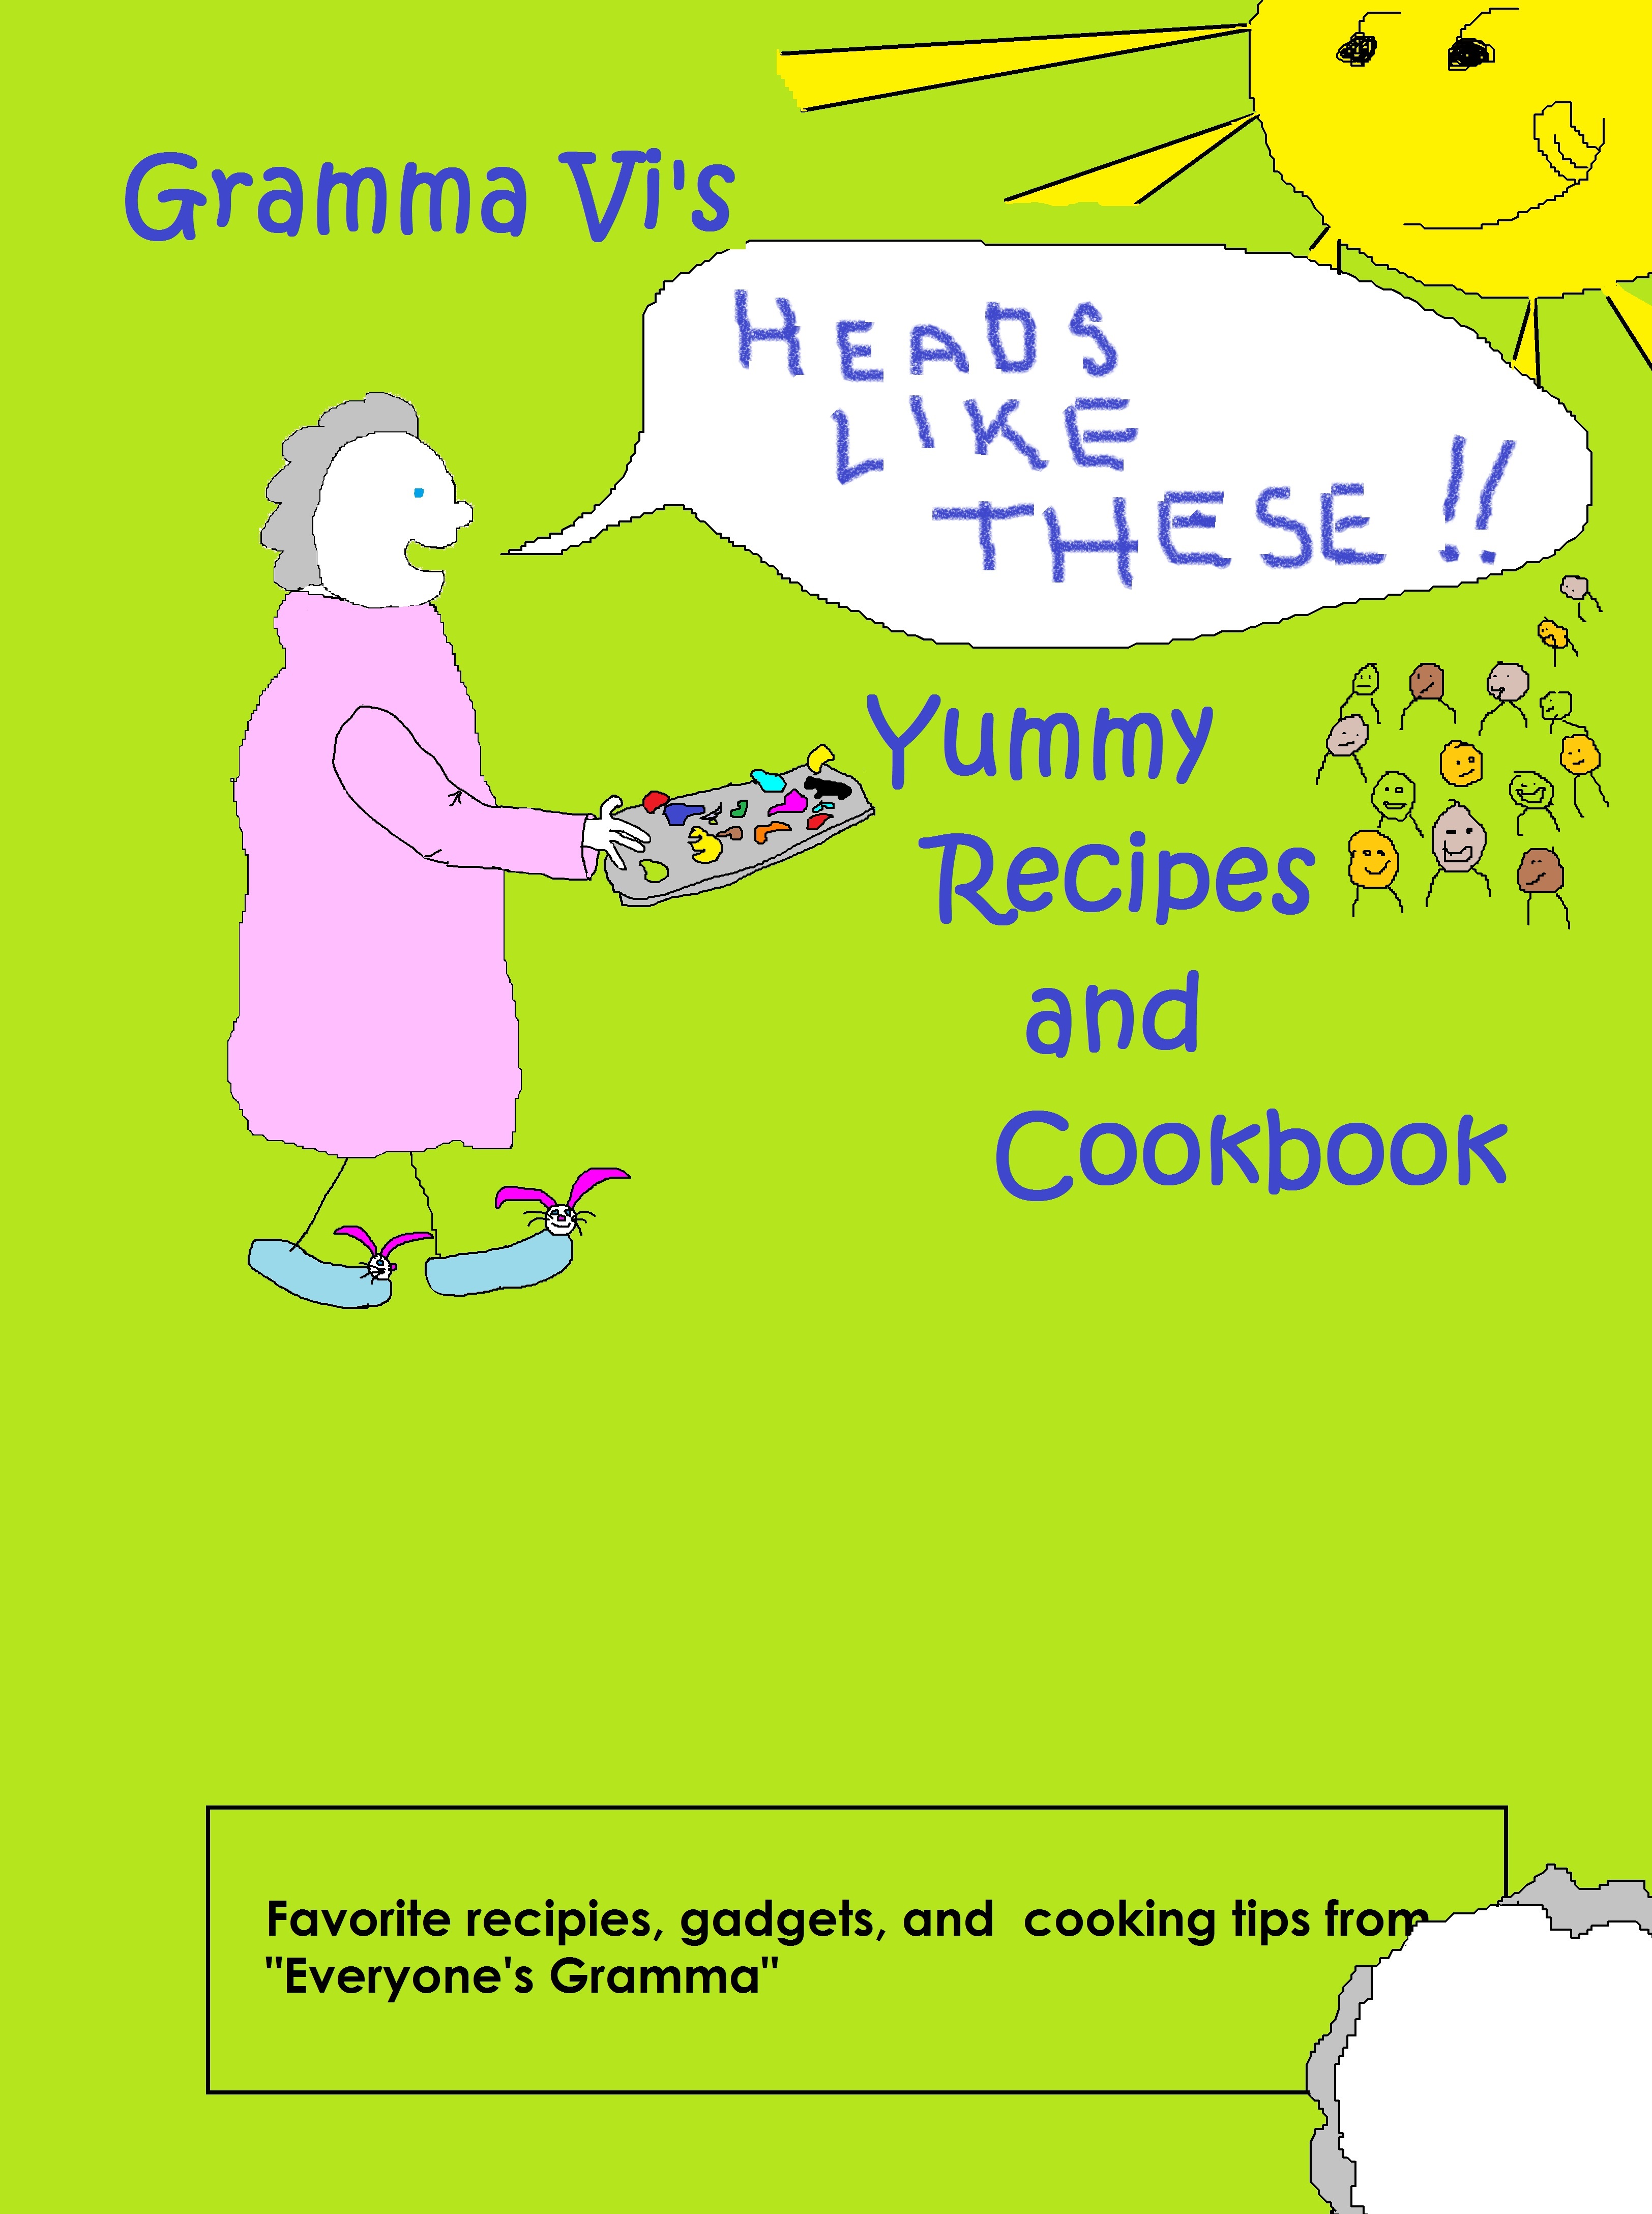 Gramma Vi's
HEADS
LIKE
THESE !!
Yummy
Recipes
and
Cookbook
Favorite recipies, gadgets, and  cooking tips from
"Everyone's Gramma"